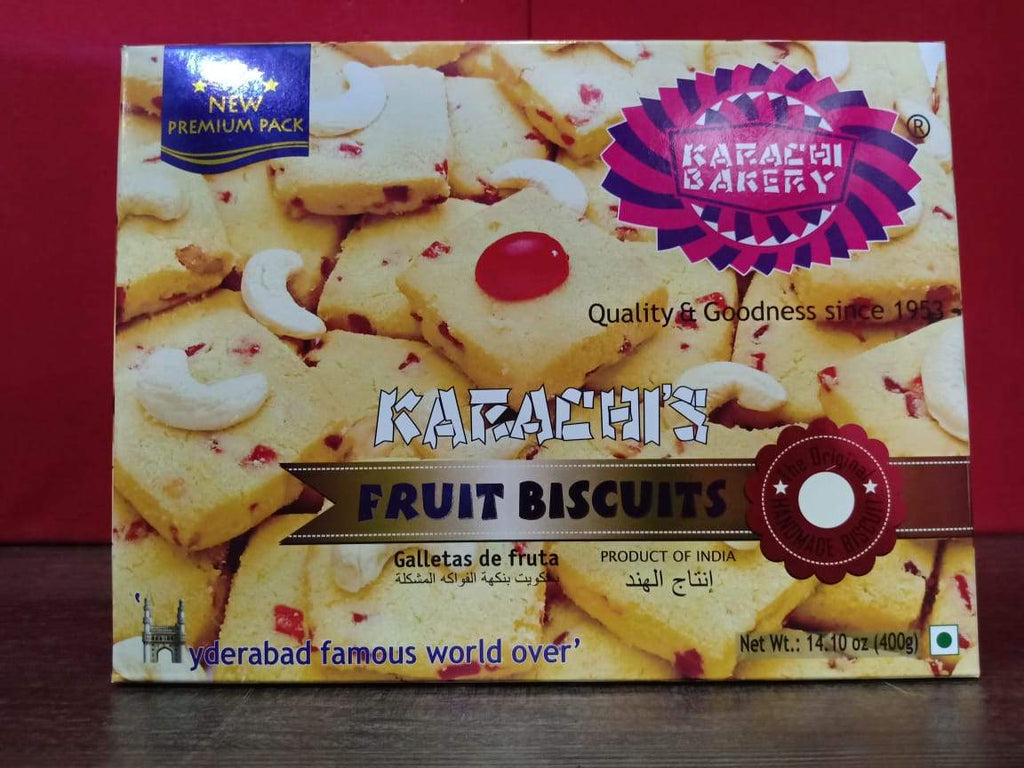 NEW
PREMIUM PACK
KARACHI
BAKERY
®
Quality & Goodness since 1953
KARACHI'S
FRUIT BISCUITS
The Original
HANDMADE BISCUIT
Galletas de fruta
بسكويت بنكهة الفواكه المشكلة
PRODUCT OF INDIA
إنتاج الهند
'Hyderabad famous world over'
Net Wt.: 14.10 oz (400g)